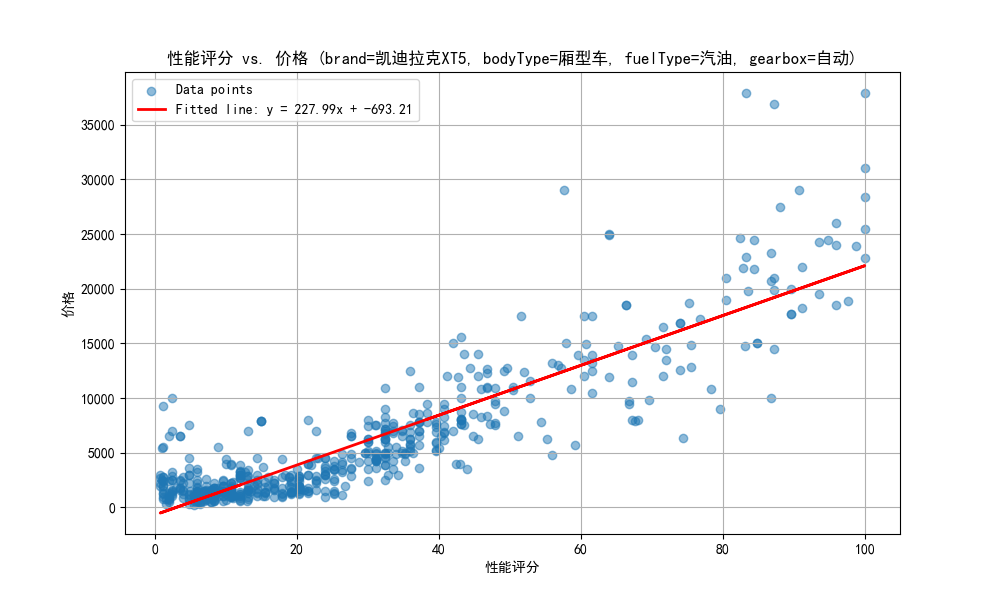 性能评分 vs. 价格 (brand=凯迪拉克XT5, bodyType=厢型车, fuelType=汽油, gearbox=自动)
Data points
Fitted line: y = 227.99x + -693.21
35000
30000
25000
20000
15000
10000
5000
0
价格
0 20 40 60 80 100
性能评分